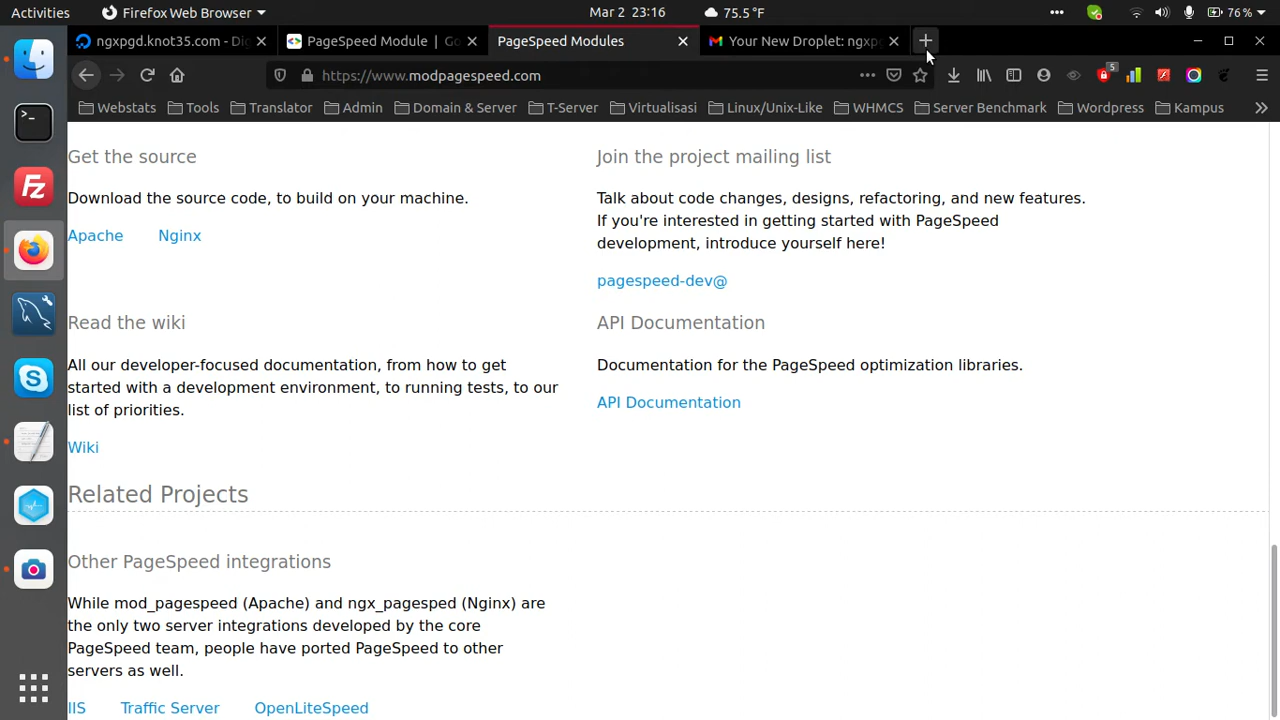 Activities
Firefox Web Browser
Mar 2 23:16
75.5 °F
76 %
ngxpgd.knot35.com - Dig
PageSpeed Module | Go
PageSpeed Modules
Your New Droplet: ngxpg
https://www.modpagespeed.com
5
Webstats
Tools
Translator
Admin
Domain & Server
T-Server
Virtualisasi
Linux/Unix-Like
WHMCS
Server Benchmark
Wordpress
Kampus
Get the source
Download the source code, to build on your machine.
Apache
Nginx
Join the project mailing list
Talk about code changes, designs, refactoring, and new features.
If you're interested in getting started with PageSpeed
development, introduce yourself here!
pagespeed-dev@
Read the wiki
All our developer-focused documentation, from how to get
started with a development environment, to running tests, to our
list of priorities.
Wiki
API Documentation
Documentation for the PageSpeed optimization libraries.
API Documentation
Related Projects
Other PageSpeed integrations
While mod_pagespeed (Apache) and ngx_pagesped (Nginx) are
the only two server integrations developed by the core
PageSpeed team, people have ported PageSpeed to other
servers as well.
IIS
Traffic Server
OpenLiteSpeed